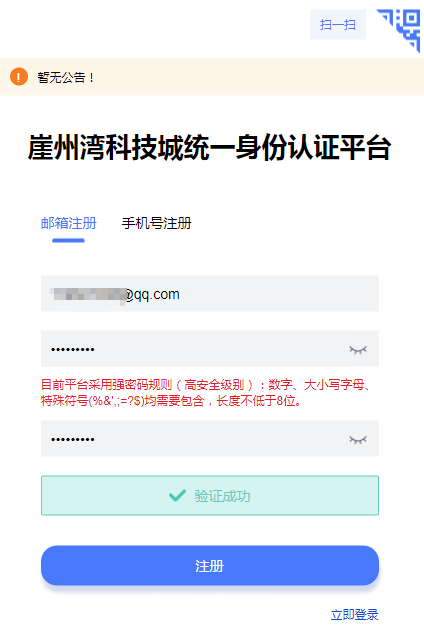 扫一扫
暂无公告！
崖州湾科技城统一身份认证平台
邮箱注册 手机号注册
@qq.com
•••••••••
目前平台采用强密码规则（高安全级别）；数字、大小写字母、
特殊符号(%&',;=?$)均需要包含，长度不低于8位。
•••••••••
验证成功
注册
立即登录